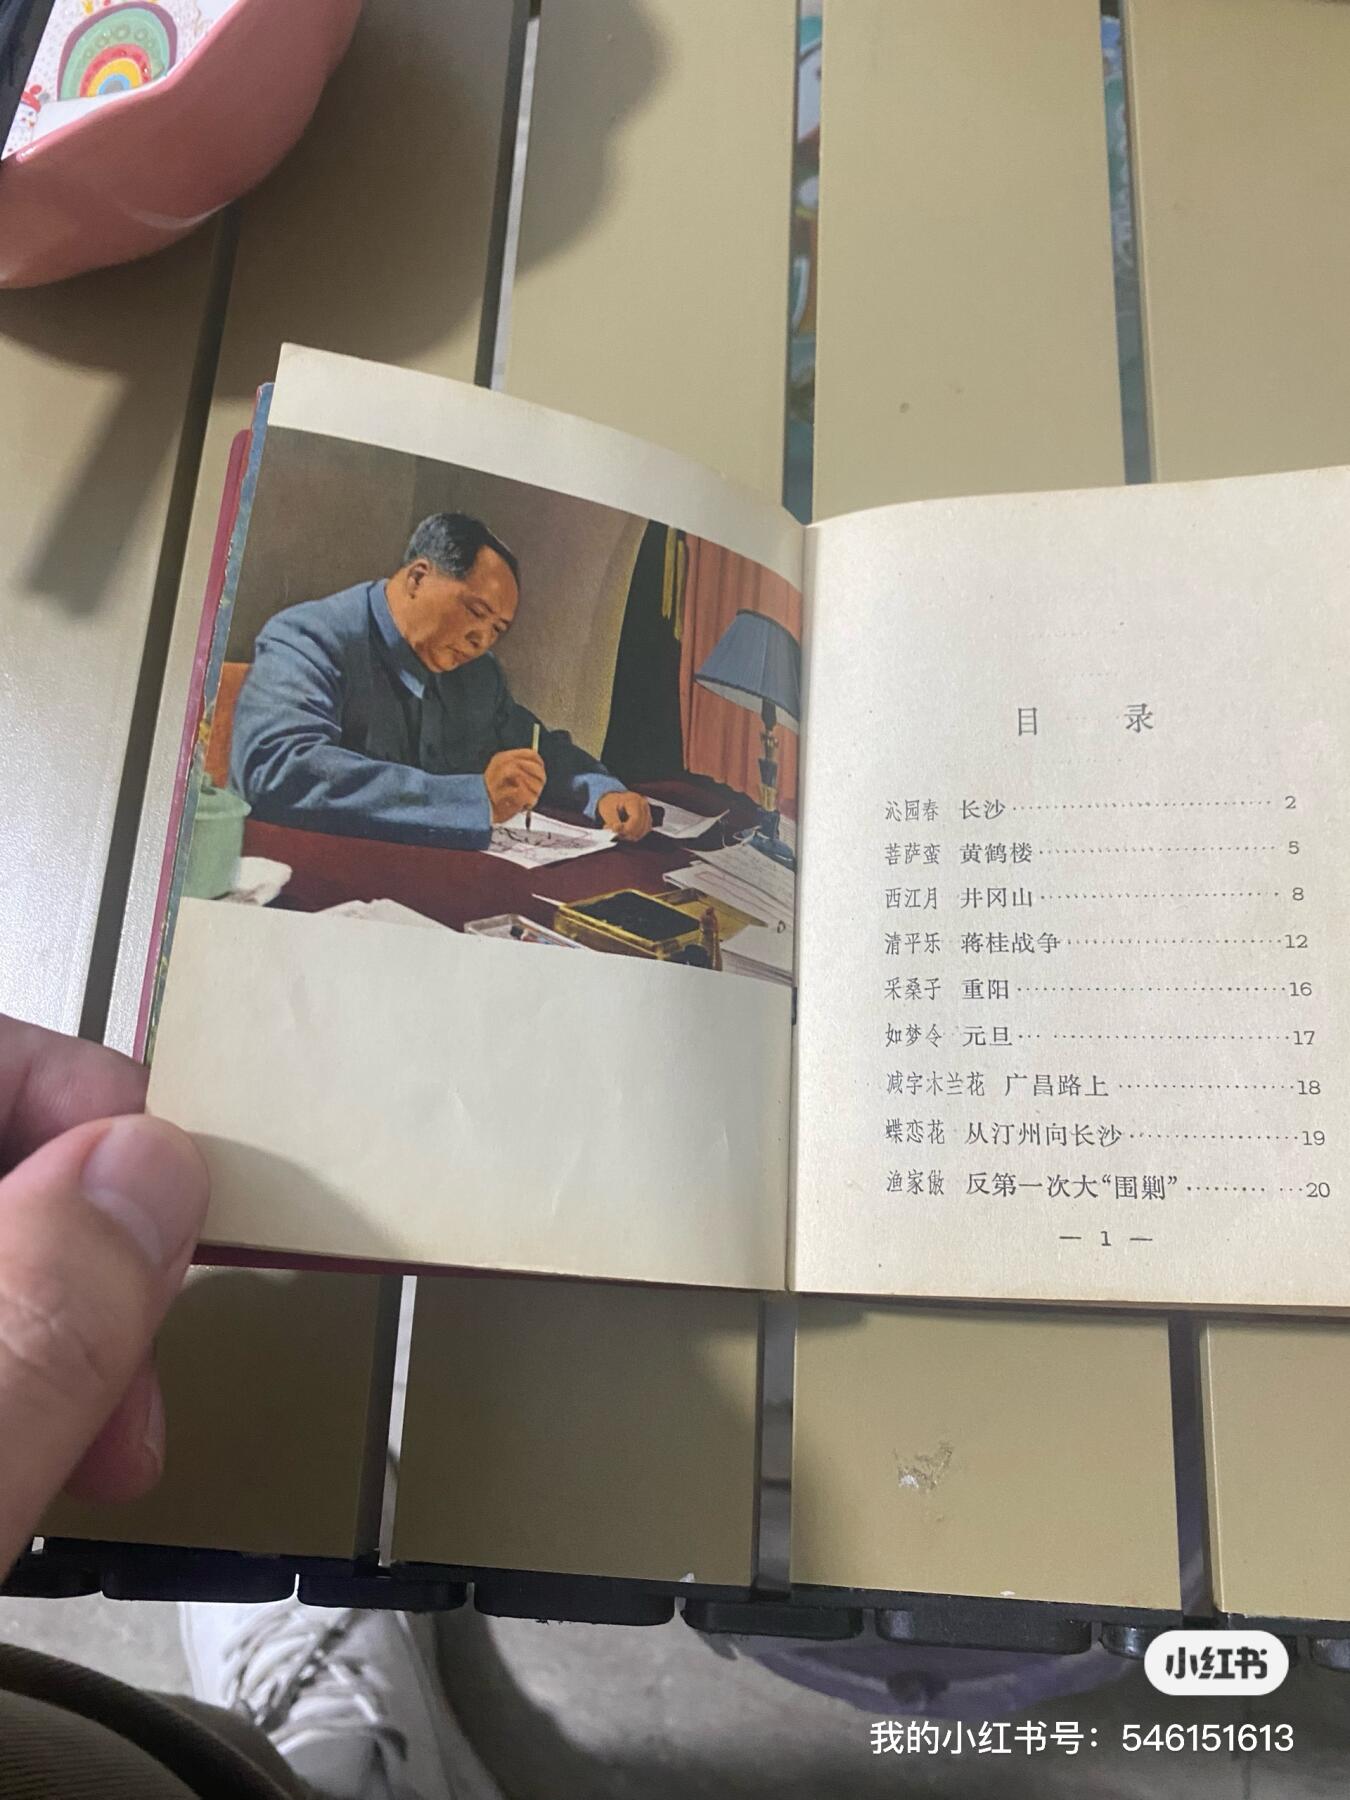 目 录
沁园春 长沙……………………2
菩萨蛮 黄鹤楼……………………5
西江月 井冈山……………………8
清平乐 蒋桂战争……………………12
采桑子 重阳……………………16
如梦令 元旦……………………17
减字木兰花 广昌路上……………………18
蝶恋花 从汀州向长沙……………………19
渔家傲 反第一次大“围剿”……………………20
— 1 —
小红书
我的小红书号：546151613